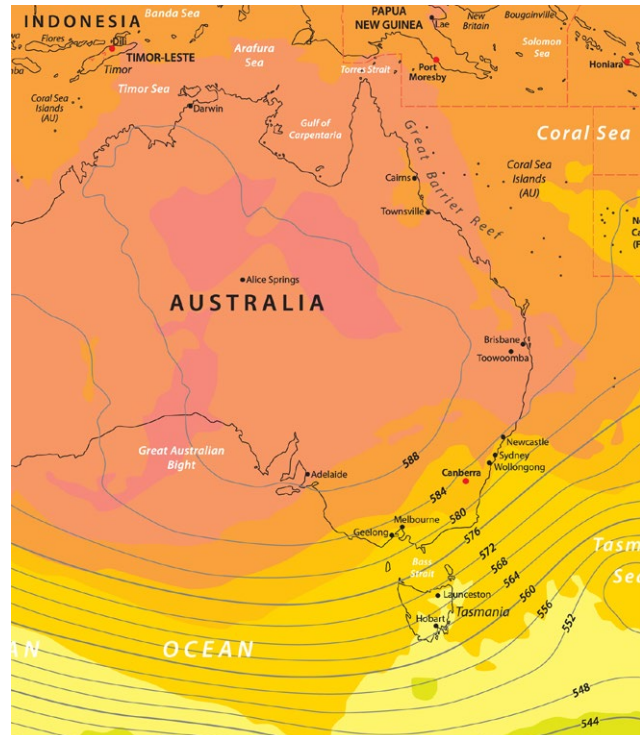 INDONESIA
Banda Sea
PAPUA
NEW GUINEA
Lae
New
Britain
Bougainville
Flores
Dili
TIMOR-LESTE
Timor
Arafura
Sea
Solomon
Sea
Port
Moresby
Honiara
Torres Strait
Timor Sea
Coral Sea
Islands
(AU)
Darwin
Gulf of
Carpentaria
Great Barrier Reef
Coral Sea
Coral Sea
Islands
(AU)
Cairns
Townsville
Alice Springs
AUSTRALIA
Brisbane
Toowoomba
Great Australian
Bight
588
Newcastle
Sydney
Wollongong
Adelaide
Canberra
584
580
Melbourne
Geelong
576
572
568
564
560
556
552
Bass
Strait
Launceston
Tasmania
Hobart
OCEAN
548
544